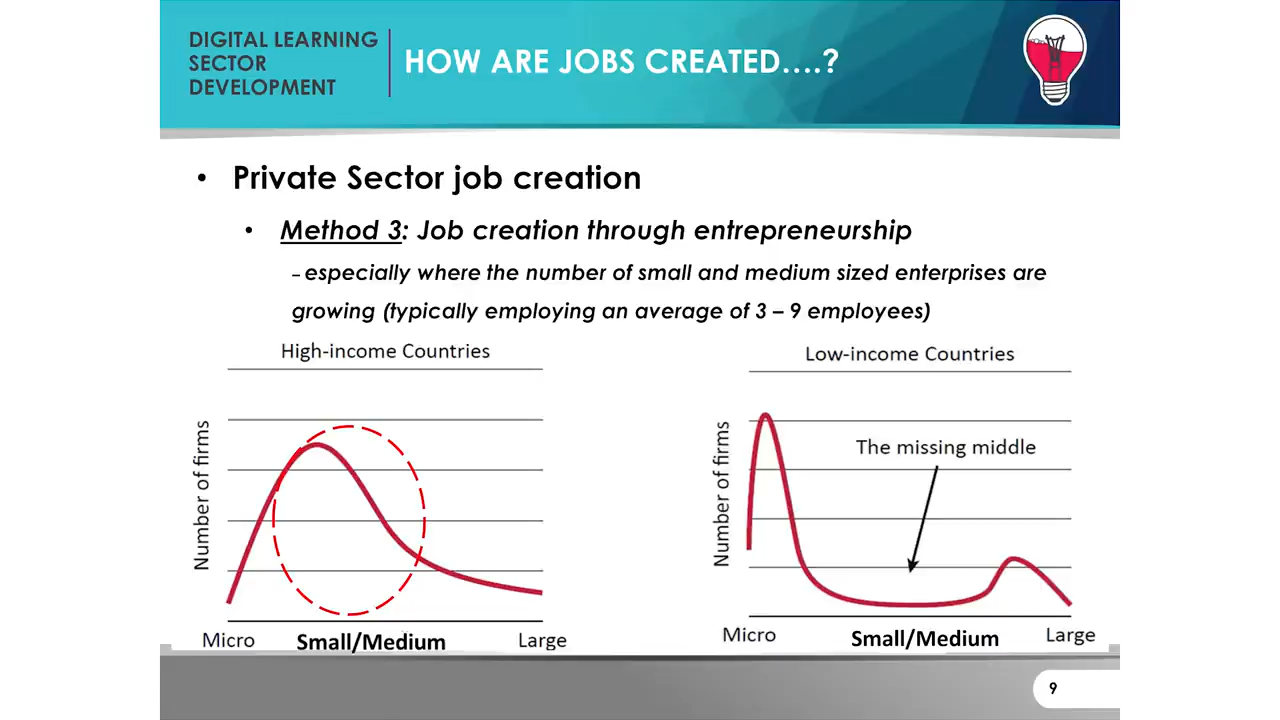 DIGITAL LEARNING
SECTOR
DEVELOPMENT
HOW ARE JOBS CREATED....?
• Private Sector job creation
• Method 3: Job creation through entrepreneurship
– especially where the number of small and medium sized enterprises are
growing (typically employing an average of 3 – 9 employees)
High-income Countries
Number of firms
Micro
Small/Medium
Large
Low-income Countries
Number of firms
The missing middle
Micro
Small/Medium
Large
9